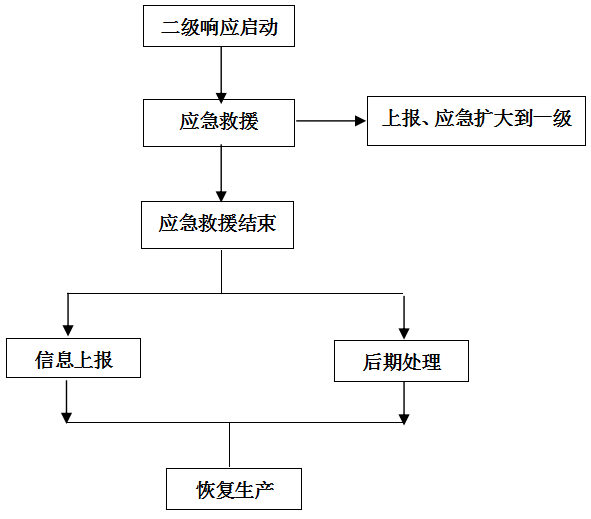 二级响应启动
应急救援
上报、应急扩大到一级
应急救援结束
信息上报
后期处理
恢复生产